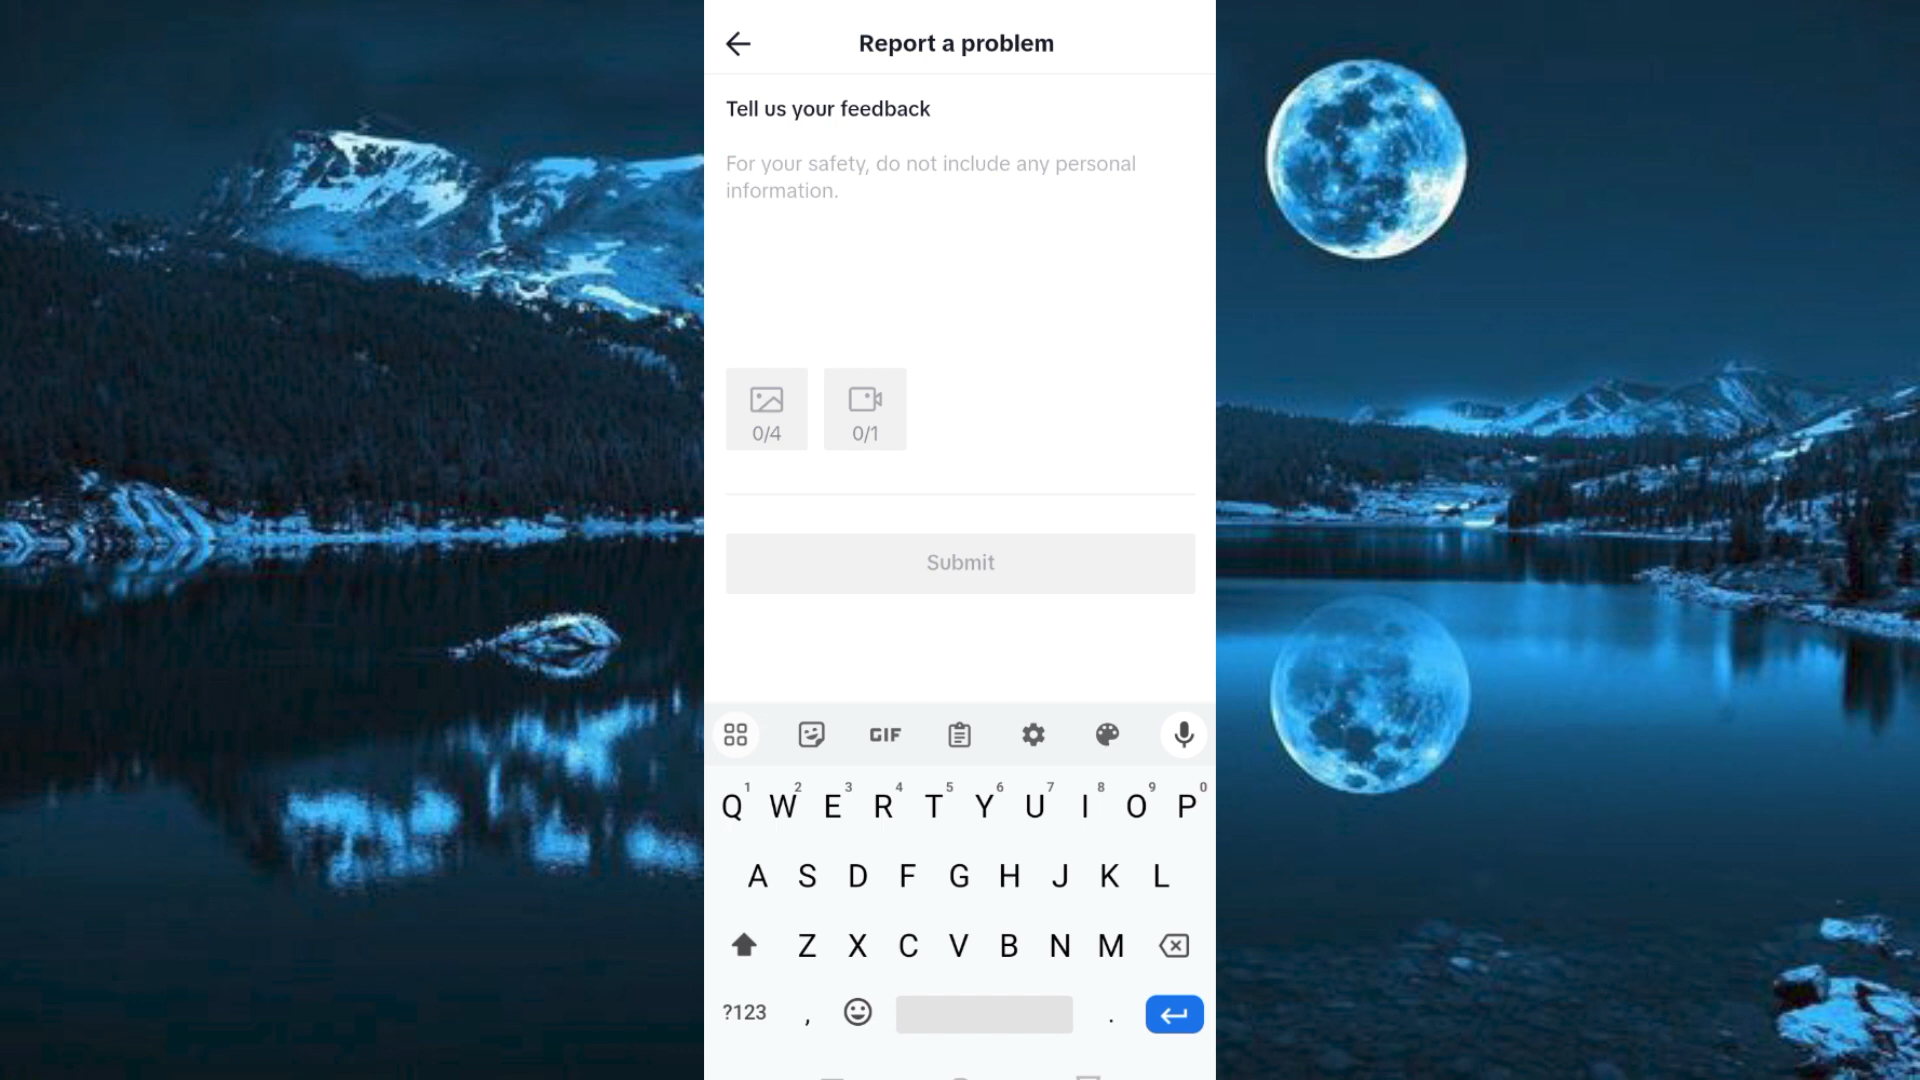 Report a problem
Tell us your feedback
For your safety, do not include any personal
information.
0/4 0/1
Submit
GIF
1 2 3 4 5 6 7 8 9 0
Q W E R T Y U I O P
A S D F G H J K L
Z X C V B N M
?123 , .